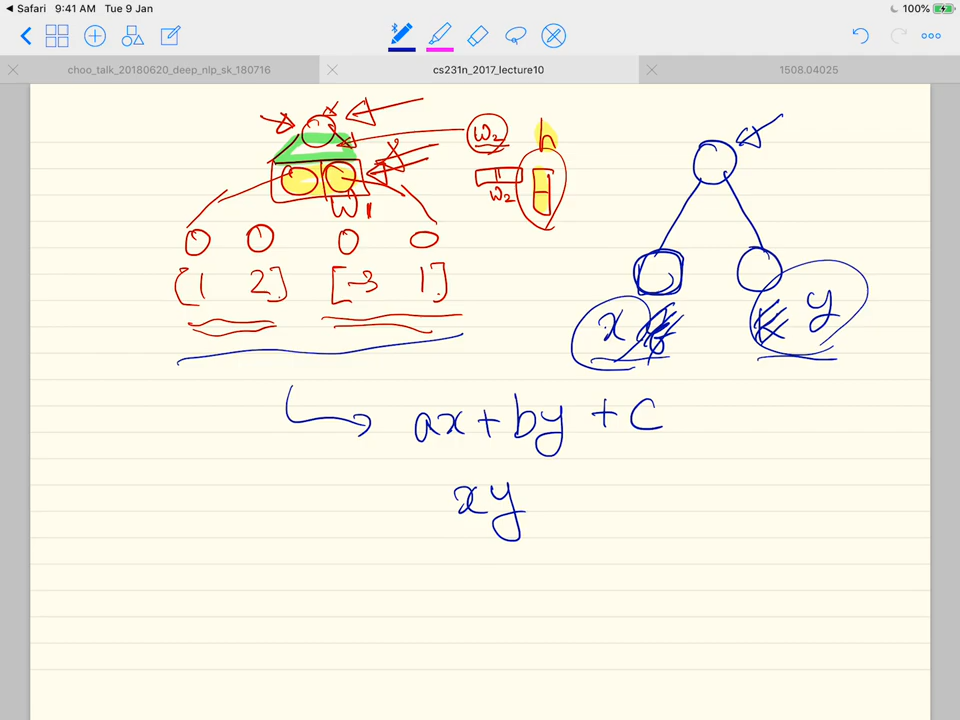 Safari 9:41 AM Tue 9 Jan 100%
choo_talk_20180620_deep_nlp_sk_180716 cs231n_2017_lecture10 1508.04025
W2 h
W2
W1
[1 2] [-3 1]
x y
ax + by + c
xy